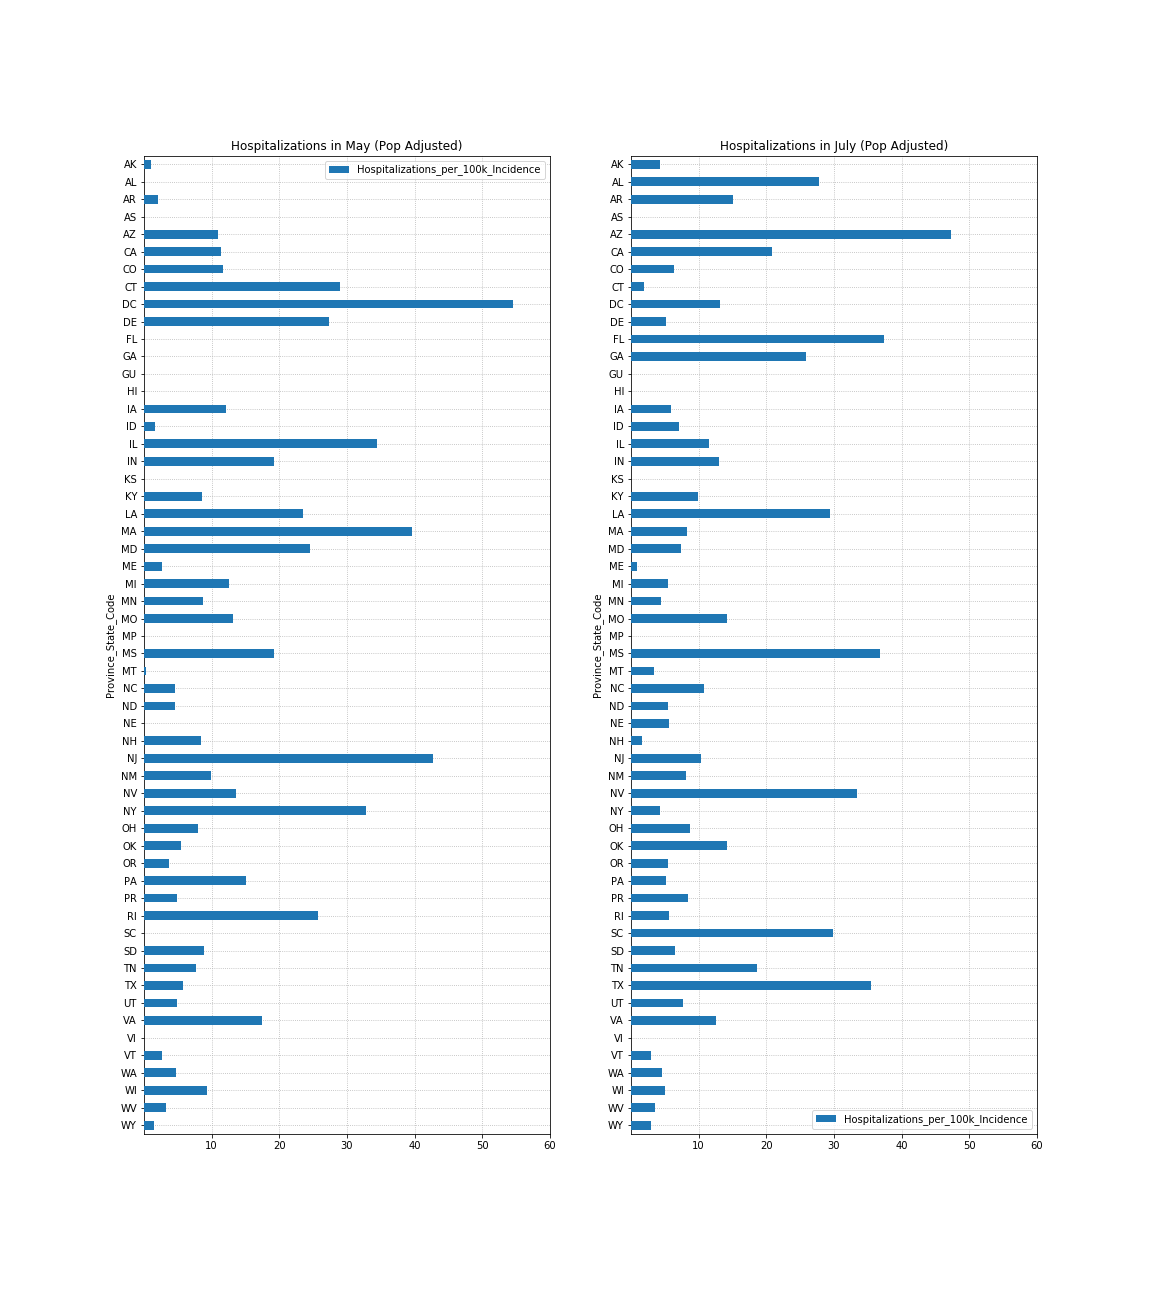 Hospitalizations in May (Pop Adjusted)
Hospitalizations_per_100k_Incidence
Province_State_Code
AK
AL
AR
AS
AZ
CA
CO
CT
DC
DE
FL
GA
GU
HI
IA
ID
IL
IN
KS
KY
LA
MA
MD
ME
MI
MN
MO
MP
MS
MT
NC
ND
NE
NH
NJ
NM
NV
NY
OH
OK
OR
PA
PR
RI
SC
SD
TN
TX
UT
VA
VI
VT
WA
WI
WV
WY
10 20 30 40 50 60
Hospitalizations in July (Pop Adjusted)
Province_State_Code
AK
AL
AR
AS
AZ
CA
CO
CT
DC
DE
FL
GA
GU
HI
IA
ID
IL
IN
KS
KY
LA
MA
MD
ME
MI
MN
MO
MP
MS
MT
NC
ND
NE
NH
NJ
NM
NV
NY
OH
OK
OR
PA
PR
RI
SC
SD
TN
TX
UT
VA
VI
VT
WA
WI
WV
WY
Hospitalizations_per_100k_Incidence
10 20 30 40 50 60